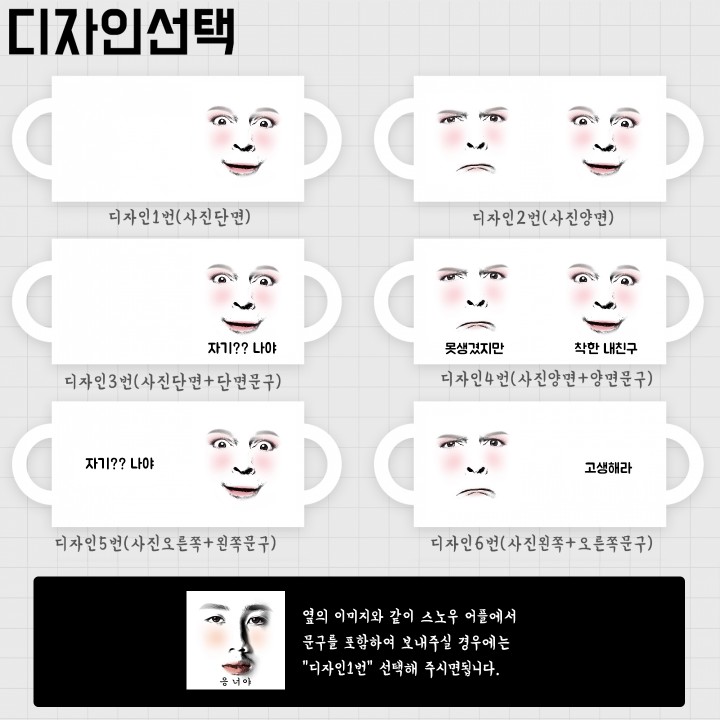 디자인선택
디자인1번(사진단면)
디자인2번(사진양면)
자기?? 나야
못생겼지만
착한 내친구
디자인3번(사진단면+단면문구)
디자인4번(사진양면+양면문구)
자기?? 나야
고생해라
디자인5번(사진오른쪽+왼쪽문구)
디자인6번(사진왼쪽+오른쪽문구)
옆의 이미지와 같이 스노우 어플에서
문구를 포함하여 보내주실 경우에는
"디자인1번" 선택해 주시면됩니다.
응 너야